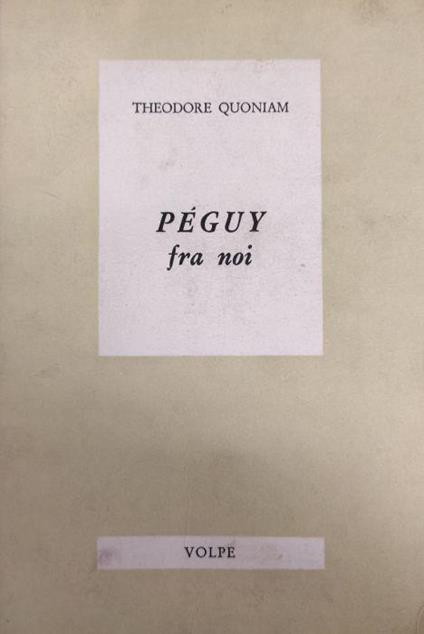 THEODORE QUONIAM
PÉGUY
fra noi
VOLPE